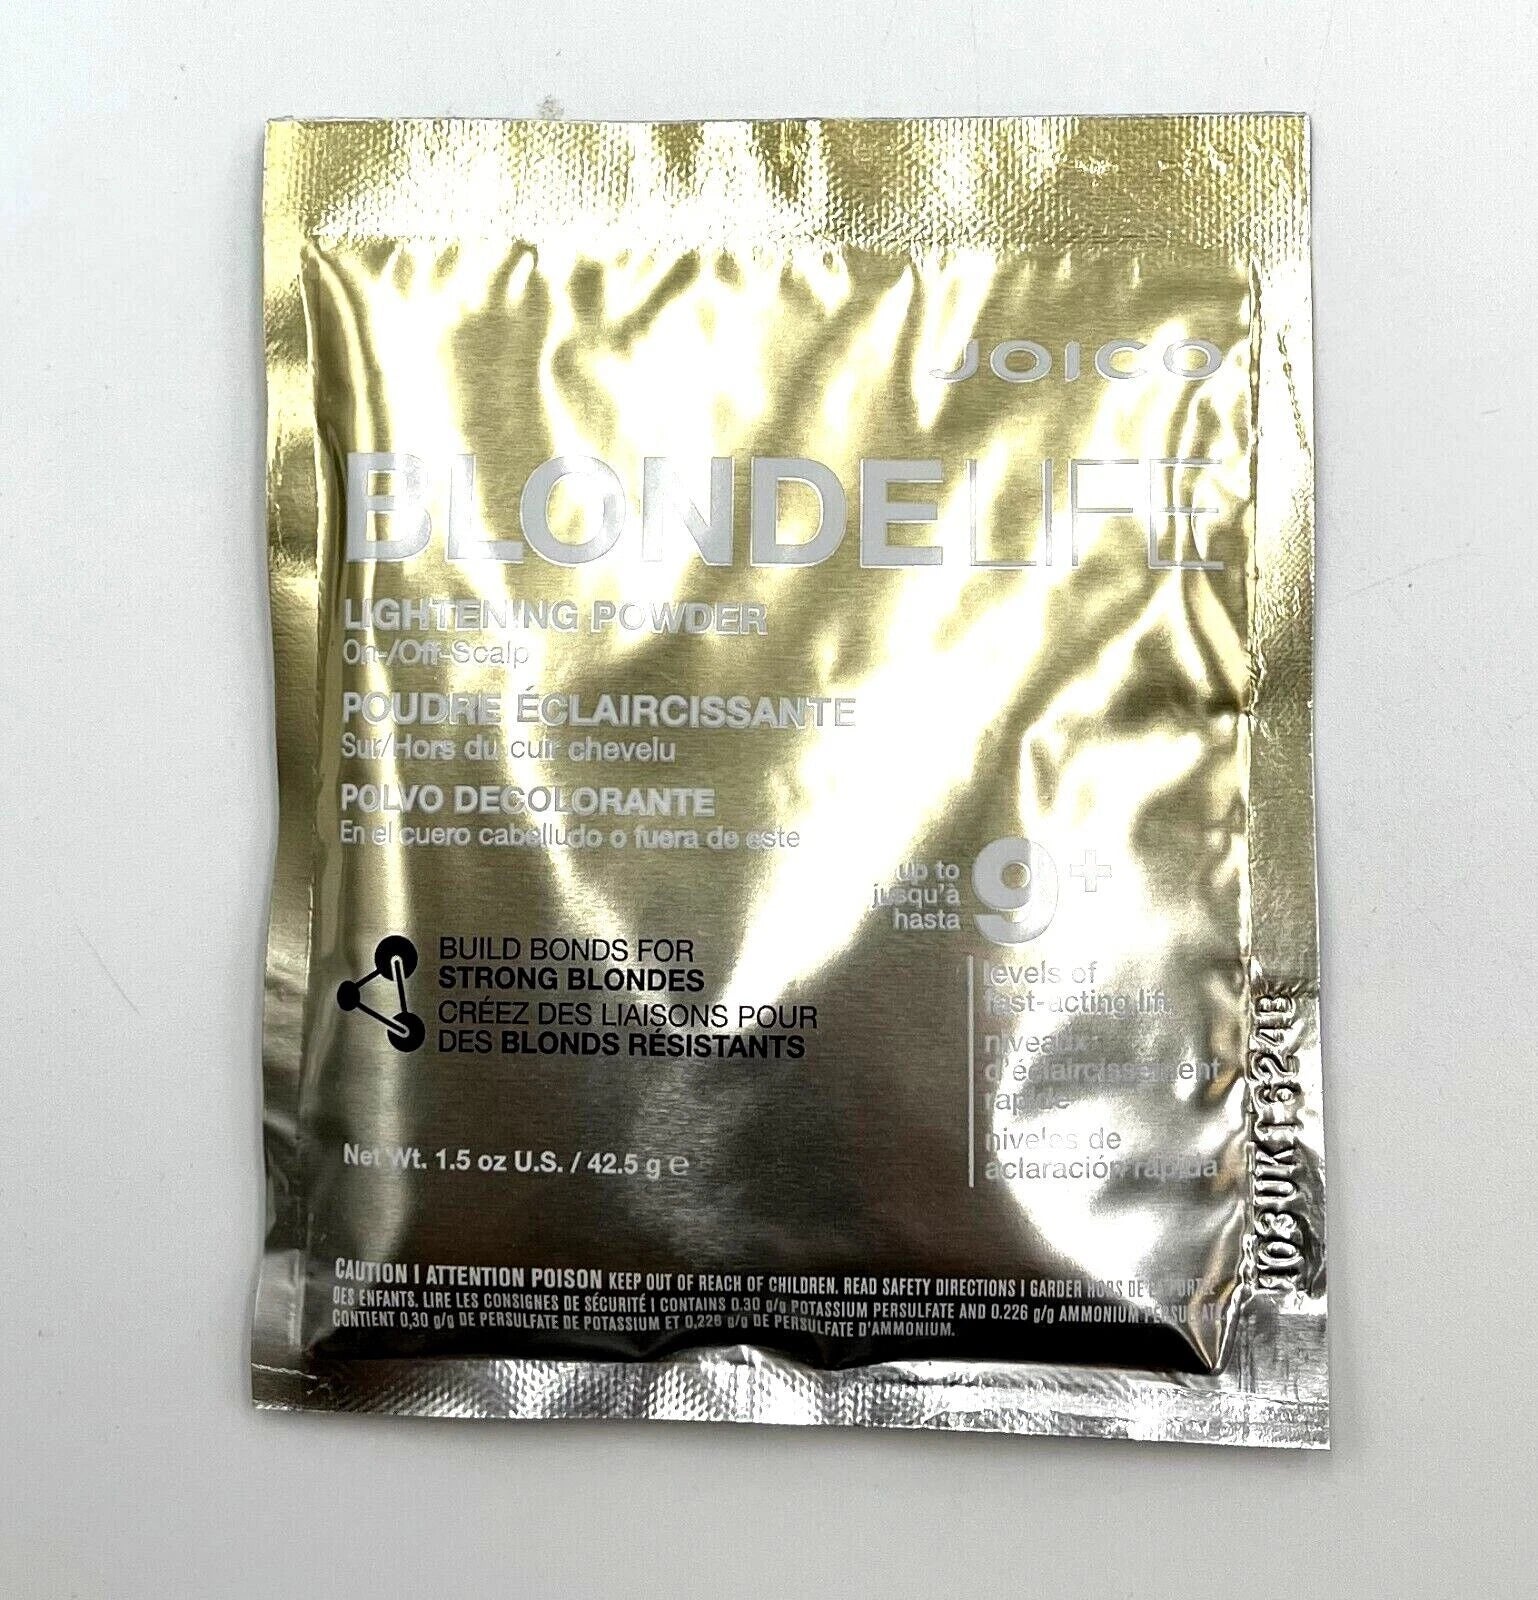 JOICO
BLONDELIFE
LIGHTENING POWDER
On-/Off-Scalp
POUDRE ÉCLAIRCISSANTE
Sur/Hors du cuir chevelu
POLVO DECOLORANTE
En el cuero cabelludo o fuera de este
up to
jusqu'à
hasta
9+
levels of
fast-acting lift
niveaux
d'éclaircissement
rapide
niveles de
aclaración rápida
BUILD BONDS FOR
STRONG BLONDES
CRÉEZ DES LIAISONS POUR
DES BLONDS RÉSISTANTS
Net Wt. 1.5 oz U.S. / 42.5 g e
CAUTION | ATTENTION POISON KEEP OUT OF REACH OF CHILDREN. READ SAFETY DIRECTIONS | GARDER HORS DE LA PORTÉE
DES ENFANTS. LIRE LES CONSIGNES DE SÉCURITÉ | CONTAINS 0.30 g/g POTASSIUM PERSULFATE AND 0.226 g/g AMMONIUM PERSULFATE.
CONTIENT 0,30 g/g DE PERSULFATE DE POTASSIUM ET 0,226 g/g DE PERSULFATE D'AMMONIUM.